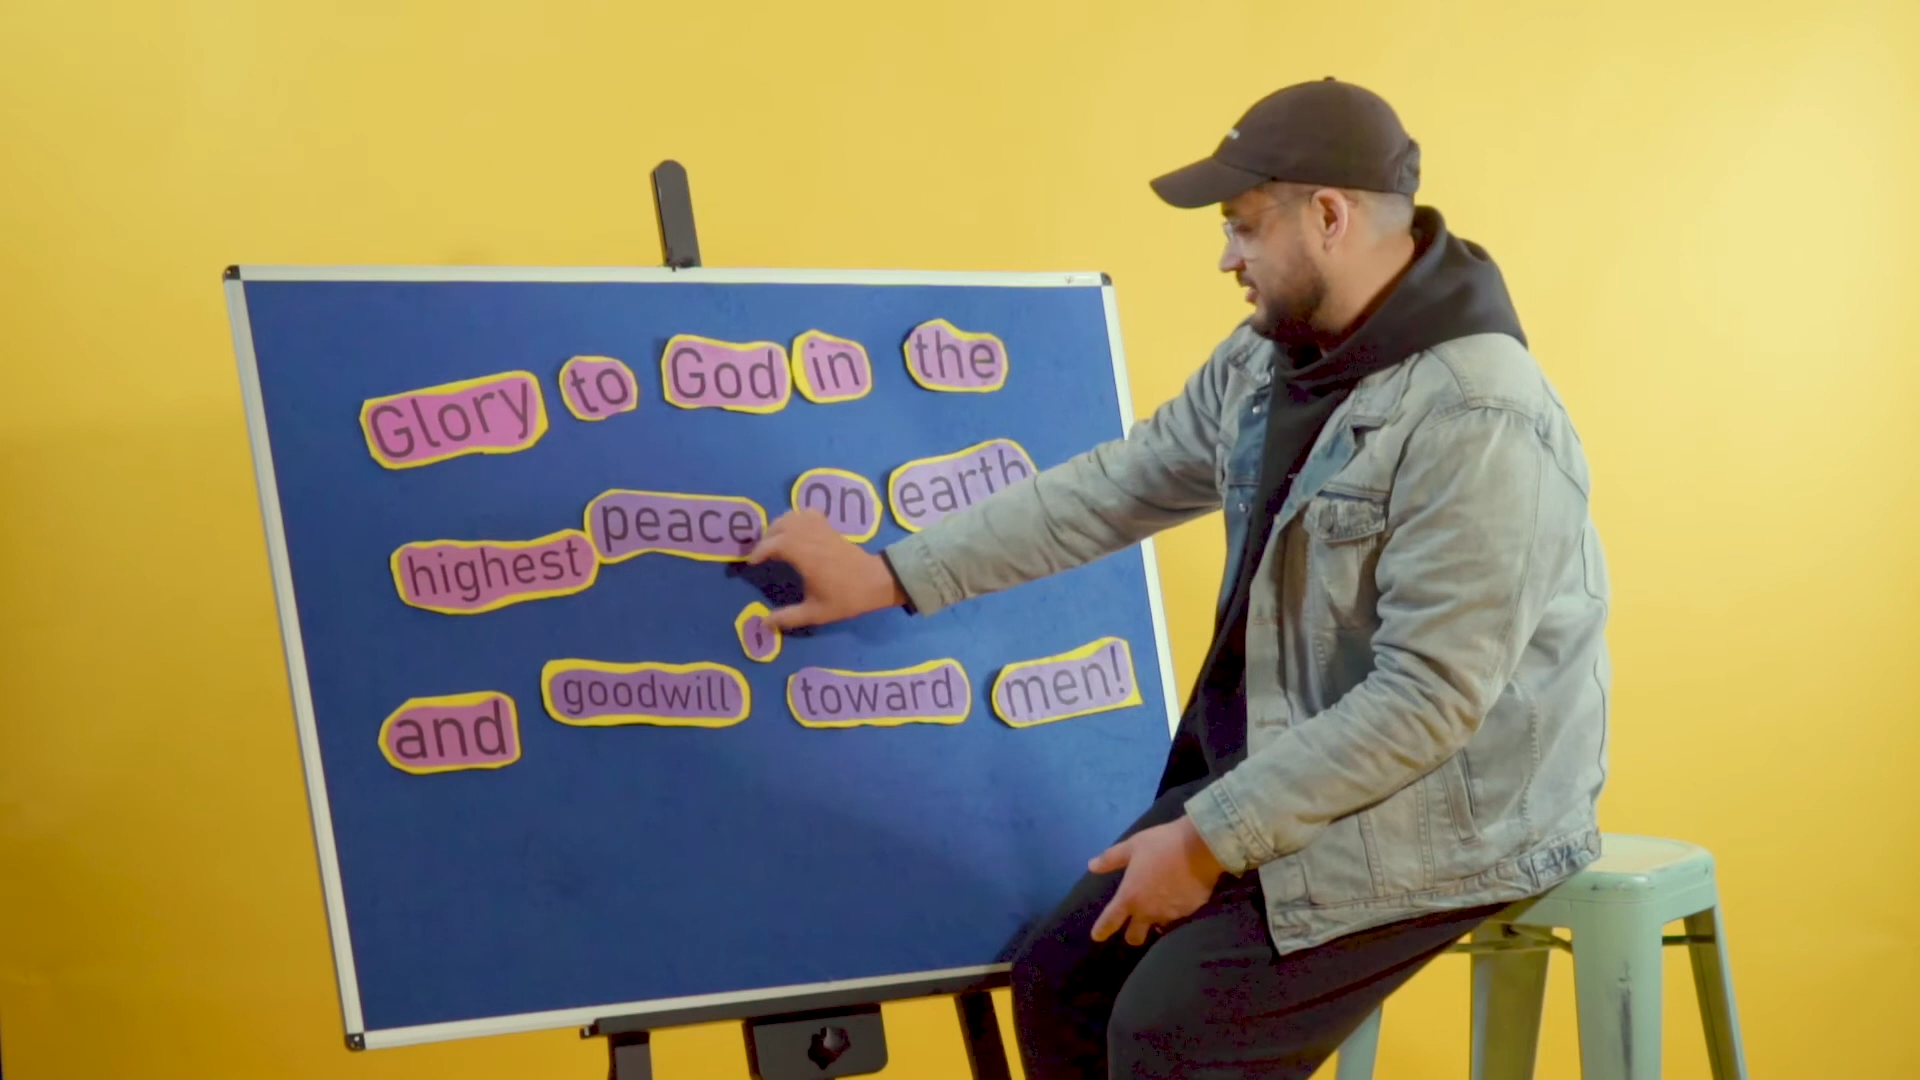 Glory to God in the
highest peace on earth
and goodwill toward men!